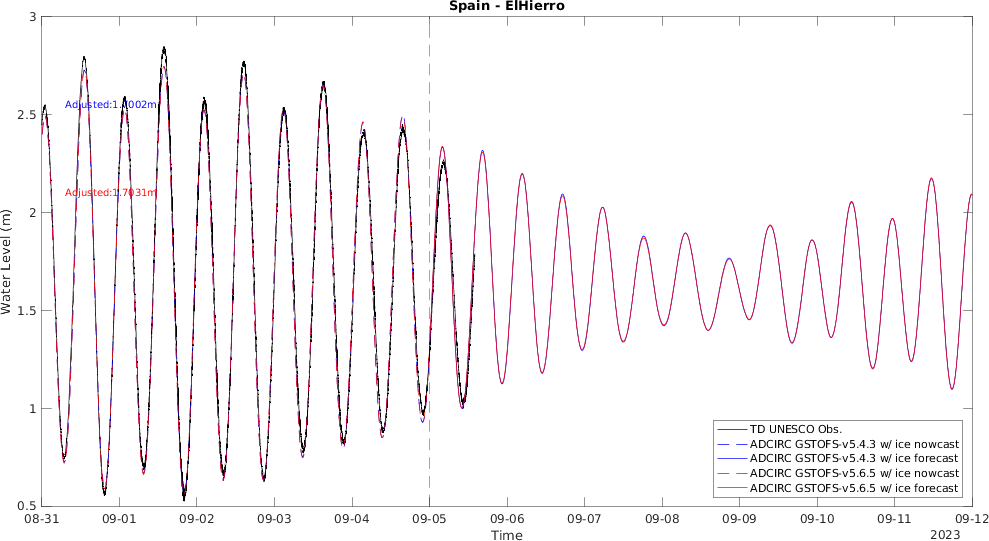 Spain - ElHierro
3
2.5
2
1.5
1
0.5
Water Level (m)
Adjusted:1.7002m
Adjusted:1.7031m
TD UNESCO Obs.
ADCIRC GSTOFS-v5.4.3 w/ ice nowcast
ADCIRC GSTOFS-v5.4.3 w/ ice forecast
ADCIRC GSTOFS-v5.6.5 w/ ice nowcast
ADCIRC GSTOFS-v5.6.5 w/ ice forecast
08-31 09-01 09-02 09-03 09-04 09-05 09-06 09-07 09-08 09-09 09-10 09-11 09-12
Time
2023